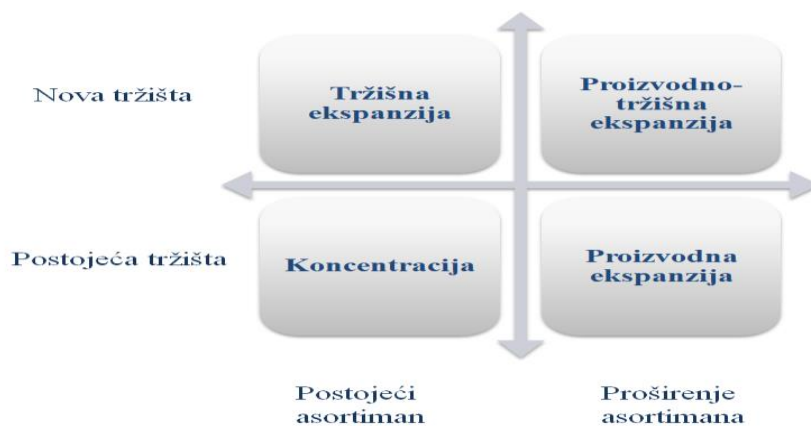 Nova tržišta
Tržišna
ekspanzija
Proizvodno-
tržišna
ekspanzija
Postojeća tržišta
Koncentracija
Proizvodna
ekspanzija
Postojeći
asortiman
Proširenje
asortimana